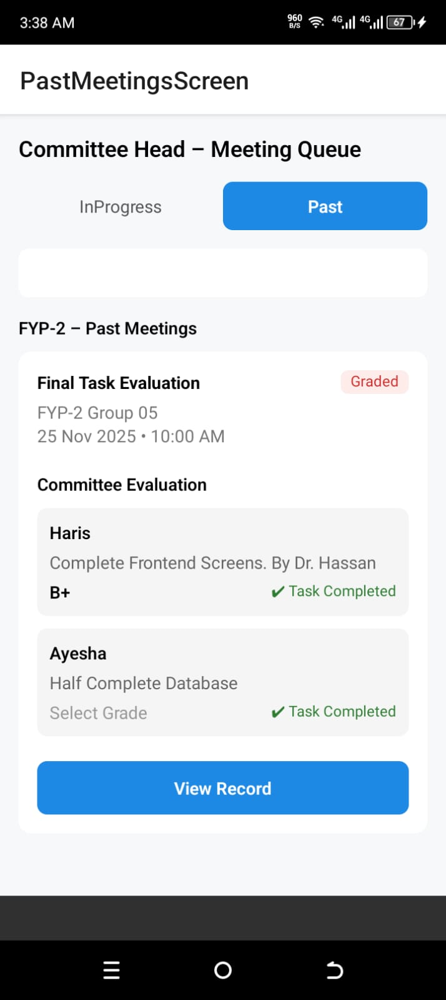 3:38 AM
960 B/S 4G 4G 67
PastMeetingsScreen
Committee Head – Meeting Queue
InProgress Past
FYP-2 – Past Meetings
Final Task Evaluation Graded
FYP-2 Group 05
25 Nov 2025 • 10:00 AM
Committee Evaluation
Haris
Complete Frontend Screens. By Dr. Hassan
B+ ✔ Task Completed
Ayesha
Half Complete Database
Select Grade ✔ Task Completed
View Record